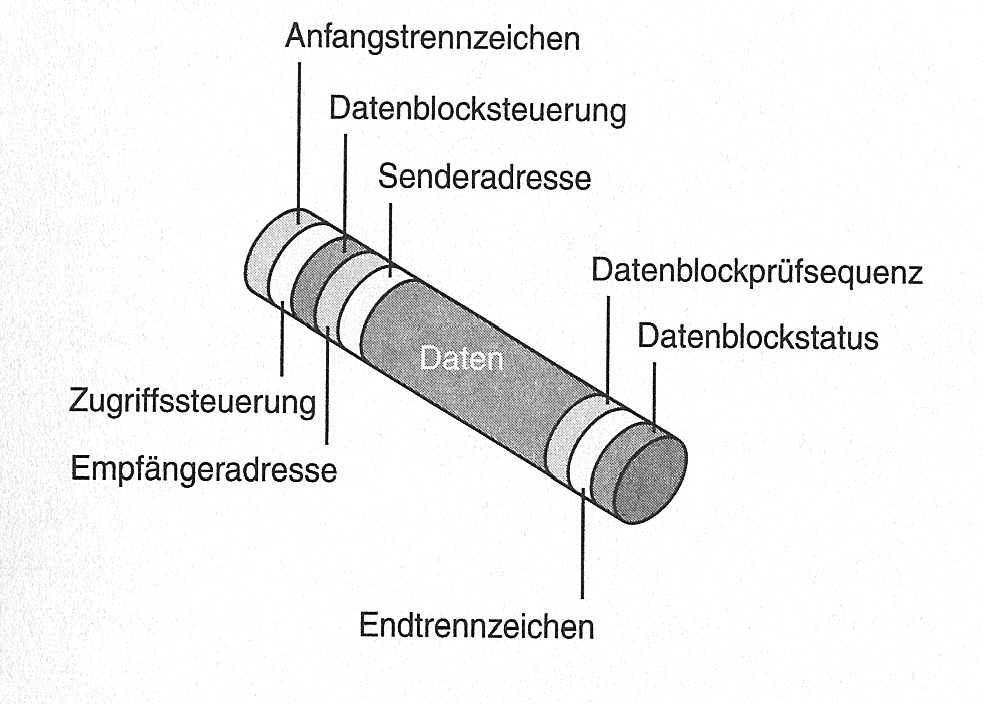 Anfangstrennzeichen
Datenblocksteuerung
Senderadresse
Datenblockprüfsequenz
Datenblockstatus
Daten
Zugriffssteuerung
Empfängeradresse
Endtrennzeichen